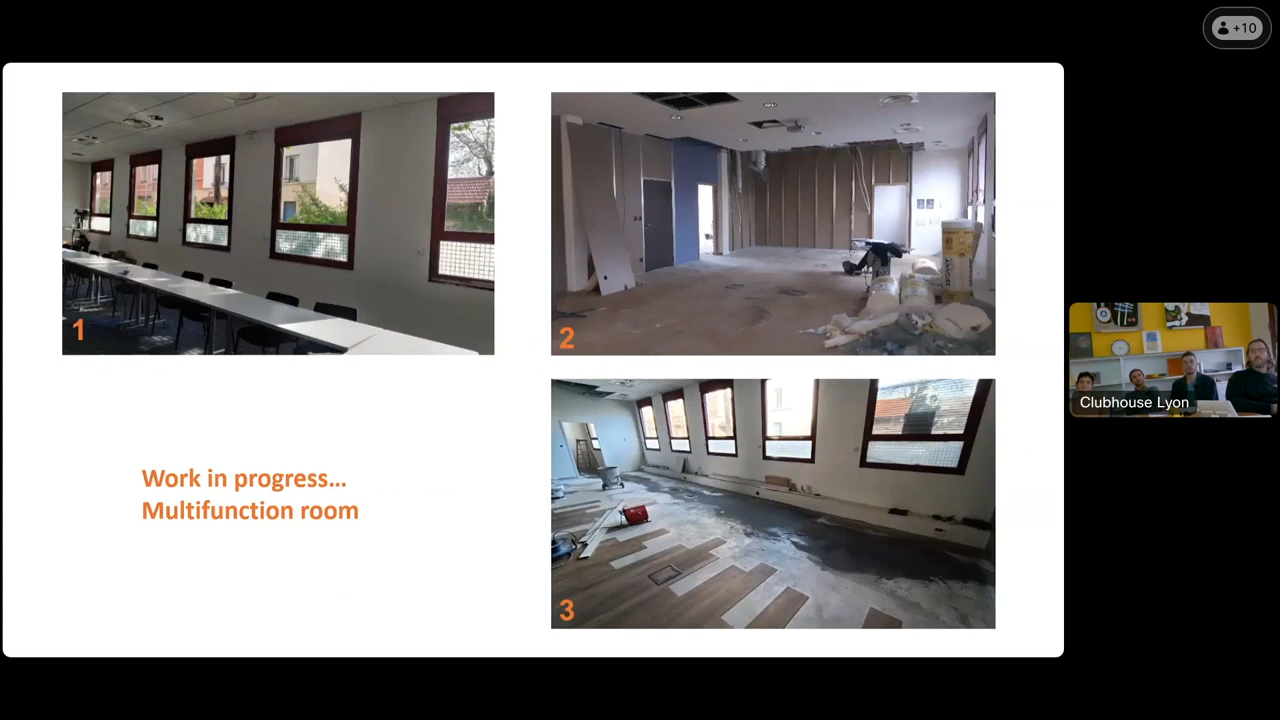 +10
1
2
Work in progress...
Multifunction room
3
Clubhouse Lyon